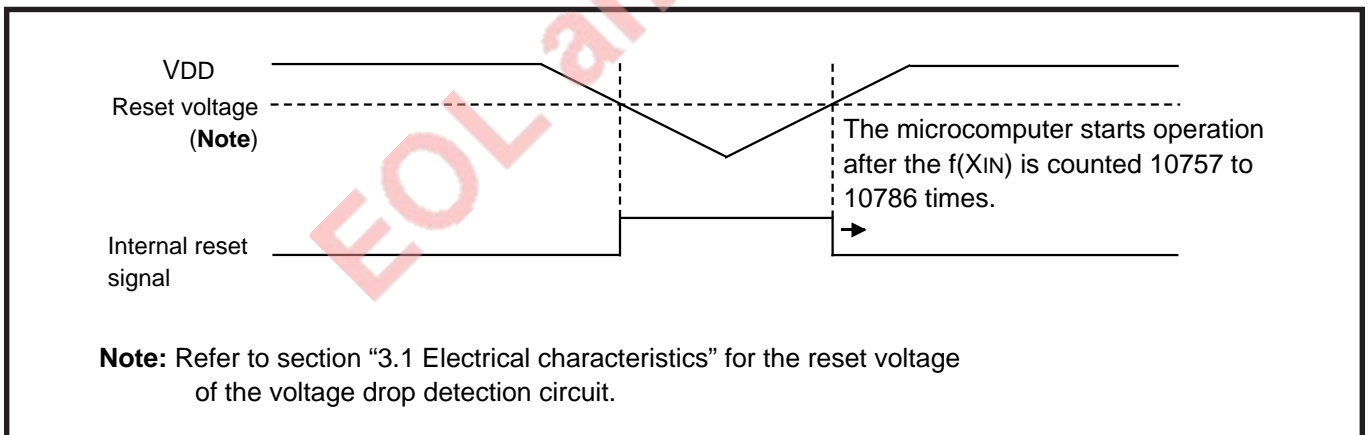 EOL an
VDD
Reset voltage
(Note)
The microcomputer starts operation
after the f(XIN) is counted 10757 to
10786 times.
Internal reset
signal
Note: Refer to section “3.1 Electrical characteristics” for the reset voltage
of the voltage drop detection circuit.